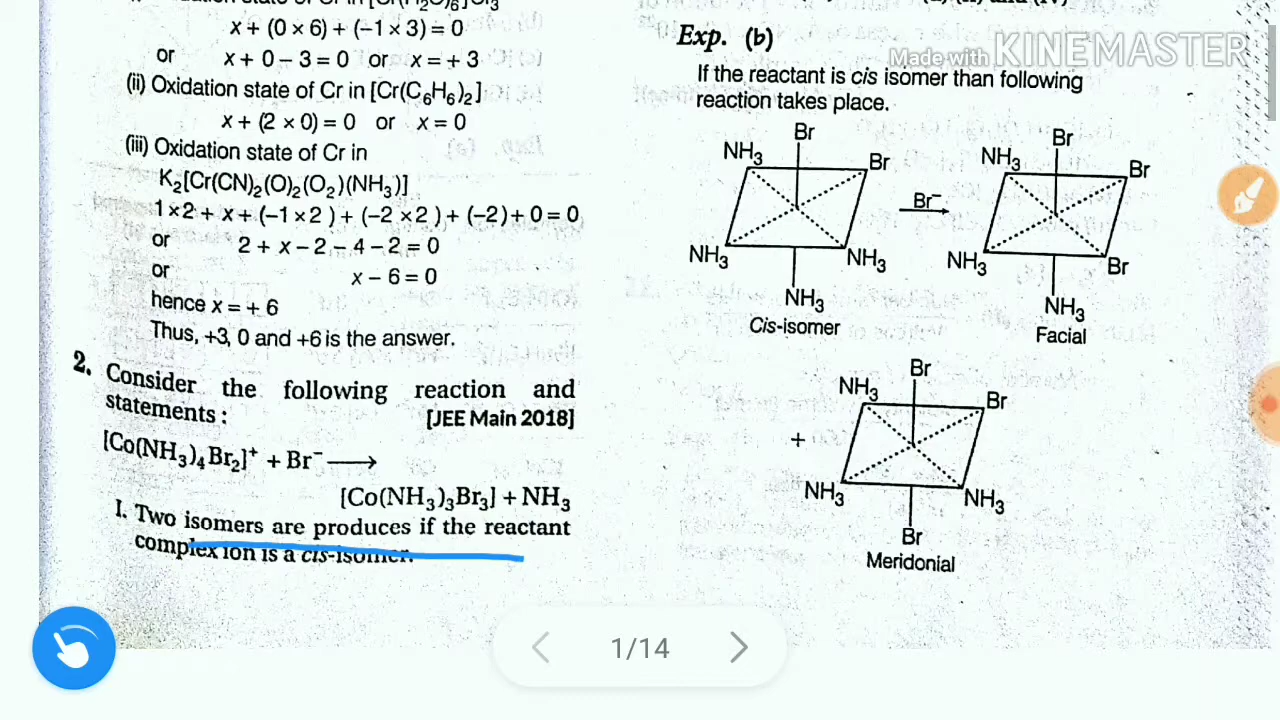 x + (0 × 6) + (−1 × 3) = 0
or x + 0 − 3 = 0 or x = + 3
(ii) Oxidation state of Cr in [Cr(C₆H₆)₂]
x + (2 × 0) = 0 or x = 0
(iii) Oxidation state of Cr in
K₂[Cr(CN)₂(O)₂(O₂)(NH₃)]
1×2 + x + (−1 ×2 ) + (−2 ×2 ) + (−2) + 0 = 0
or 2 + x − 2 − 4 − 2 = 0
or x − 6 = 0
hence x = + 6
Thus, +3, 0 and +6 is the answer.
2. Consider the following reaction and
statements :
[JEE Main 2018]
[Co(NH₃)₄Br₂]⁺ + Br⁻ ⟶
[Co(NH₃)₃Br₃] + NH₃
I. Two isomers are produces if the reactant
complex ion is a cis-isomer.
Exp. (b)
Made with KINEMASTER
If the reactant is cis isomer than following
reaction takes place.
Br
NH₃ Br
NH₃ NH₃
NH₃
Cis-isomer
Br⁻
Br
NH₃ Br
NH₃ Br
NH₃
Facial
+
Br
NH₃ Br
NH₃ NH₃
Br
Meridonial
1/14